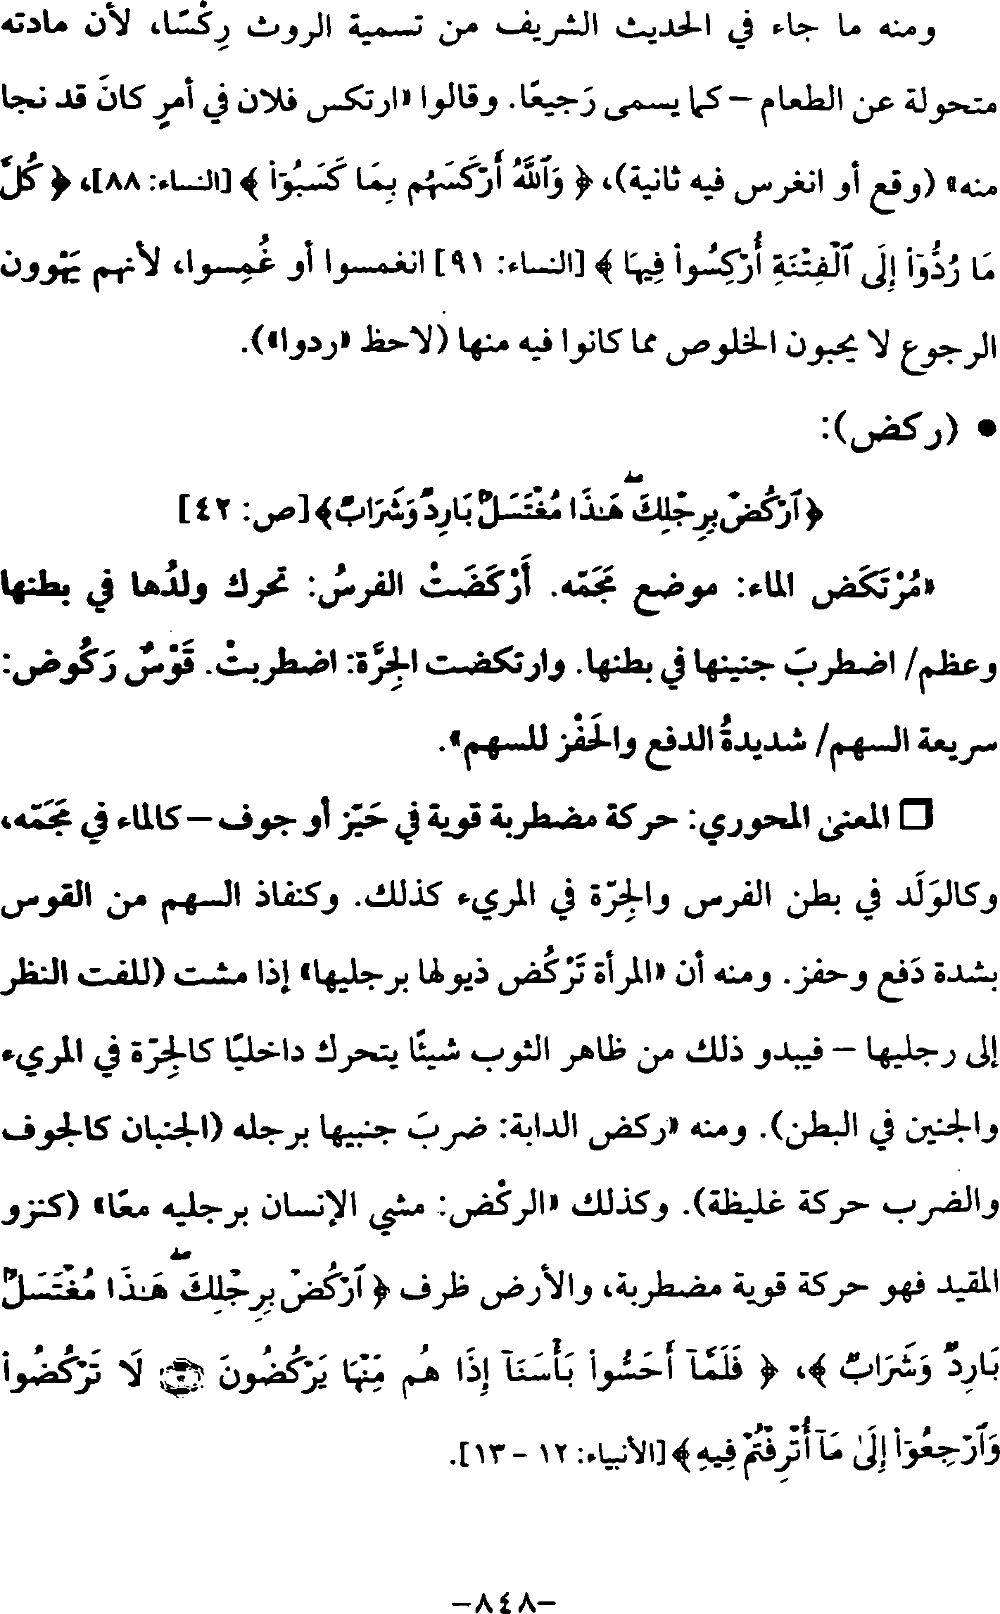 ومنه ما جاء في الحديث الشريف من تسمية الروث رِكْسًا، لأن مادته
متحولة عن الطعام – كما يسمى رَجيعًا. وقالوا «ارتكس فلان في أمرٍ كانَ قد نجا
منه» (وقع أو انغرس فيه ثانية)، ﴿ وَٱللَّهُ أَرْكَسَهُم بِمَا كَسَبُوٓا۟ ﴾ [النساء: ٨٨]، ﴿ كُلَّ
مَا رُدُّوٓا۟ إِلَى ٱلْفِتْنَةِ أُرْكِسُوا۟ فِيهَا ﴾ [النساء: ٩١] انغمسوا أو غُمِسوا، لأنهم يَهْوون
الرجوع لا يحبون الخلوص مما كانوا فيه منها (لاحظ «ردوا»).
● (ركض):
﴿ ٱرْكُضْ بِرِجْلِكَ ۖ هَٰذَا مُغْتَسَلٌۢ بَارِدٌ وَشَرَابٌ ﴾ [ص: ٤٢]
«مُرْتَكَض الماء: موضع مَجَمّه. أَرْكَضَتْ الفرسُ: تحرك ولدُها في بطنها
وعظم/ اضطربَ جنينها في بطنها. وارتكضت الجِرَّة: اضطربتْ. قَوْسٌ رَكُوض:
سريعة السهم/ شديدةُ الدفع والحَفْز للسهم».
❒ المعنى المحوري: حركة مضطربة قوية في حَيّز أو جوف – كالماء في مَجَمّه،
وكالوَلَد في بطن الفرس والجِرّة في المريء كذلك. وكنفاذ السهم من القوس
بشدة دَفع وحفز. ومنه أن «المرأة تَرْكُض ذيولها برجليها» إذا مشت (للفت النظر
إلى رجليها – فيبدو ذلك من ظاهر الثوب شيئًا يتحرك داخليًا كالجِرّة في المريء
والجنين في البطن). ومنه «ركض الدابة: ضربَ جنبيها برجله (الجنبان كالجوف
والضرب حركة غليظة). وكذلك «الركْض: مشي الإنسان برجليه معًا» (كنزو
المقيد فهو حركة قوية مضطربة، والأرض ظرف ﴿ ٱرْكُضْ بِرِجْلِكَ ۖ هَٰذَا مُغْتَسَلٌۢ
بَارِدٌ وَشَرَابٌ ﴾، ﴿ فَلَمَّآ أَحَسُّوا۟ بَأْسَنَآ إِذَا هُم مِّنْهَا يَرْكُضُونَ ۝ لَا تَرْكُضُوا۟
وَٱرْجِعُوٓا۟ إِلَىٰ مَآ أُتْرِفْتُمْ فِيهِ ﴾ [الأنبياء: ١٢ - ١٣].
-٨٤٨-